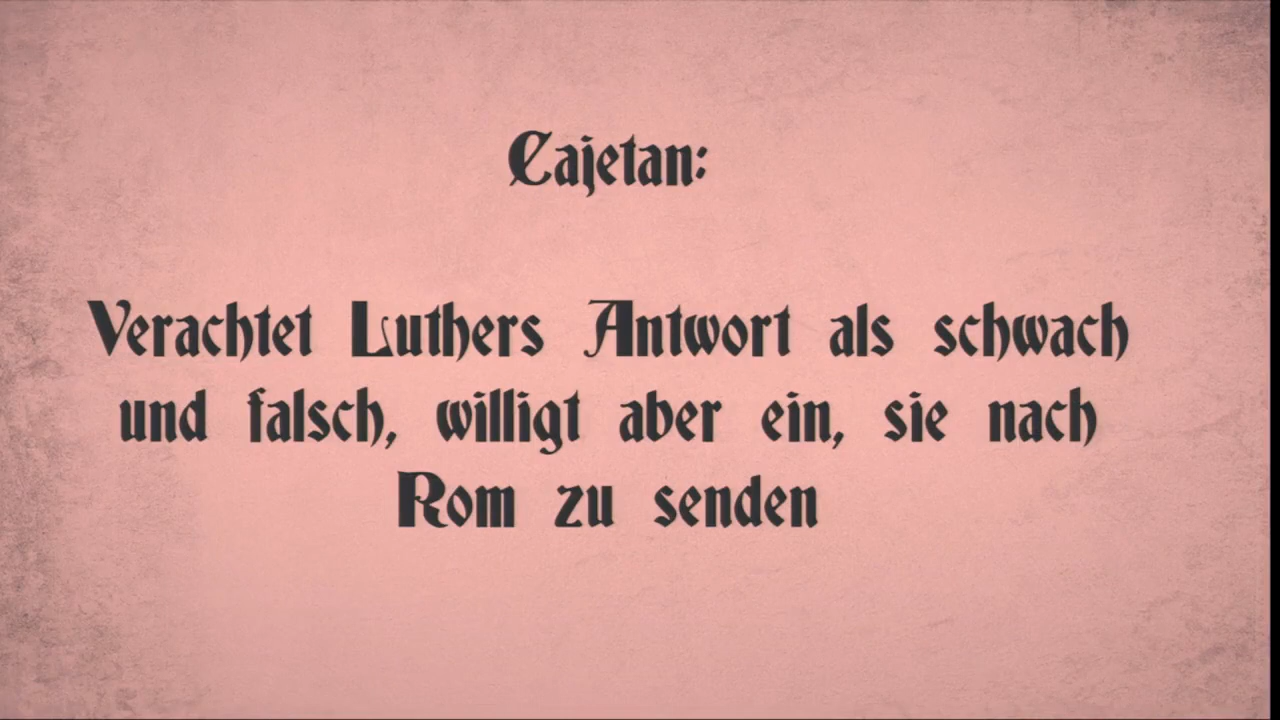 Cajetan:
Verachtet Luthers Antwort als schwach
und falsch, willigt aber ein, sie nach
Rom zu senden